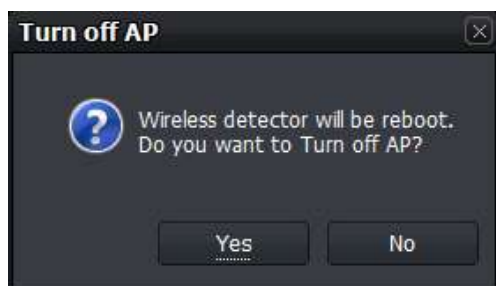 Turn off AP
Wireless detector will be reboot.
Do you want to Turn off AP?
Yes
No